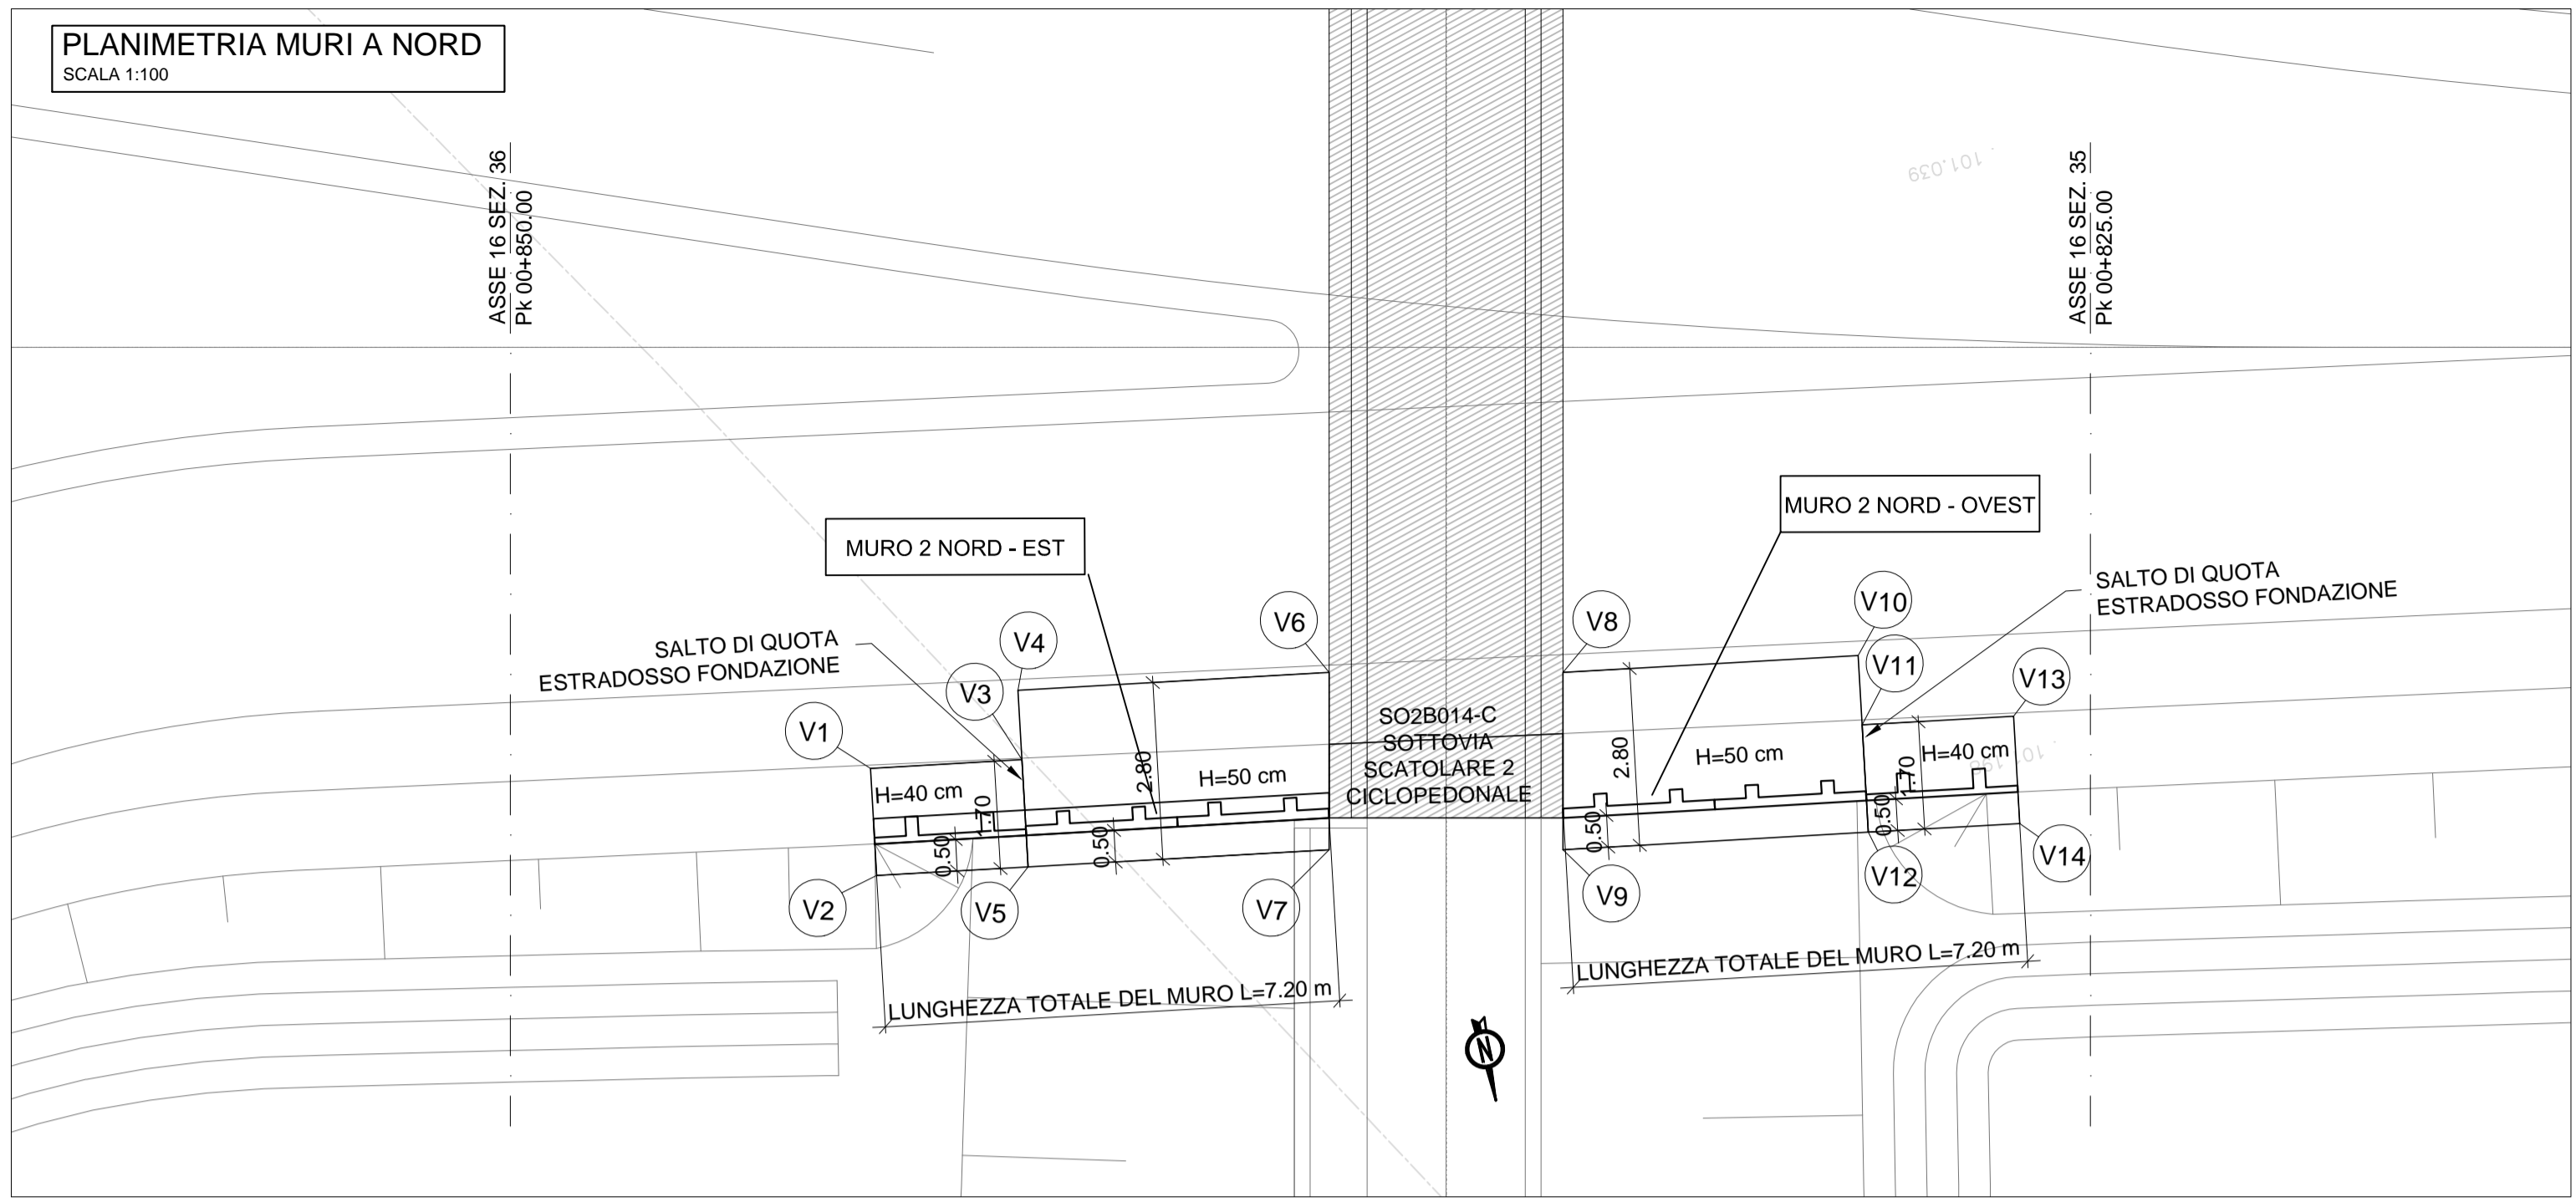 PLANIMETRIA MURI A NORD
SCALA 1:100
ASSE 16 SEZ. 36
Pk 00+850.00
ASSE 16 SEZ. 35
Pk 00+825.00
101.039
MURO 2 NORD - EST
MURO 2 NORD - OVEST
SALTO DI QUOTA
ESTRADOSSO FONDAZIONE
SALTO DI QUOTA
ESTRADOSSO FONDAZIONE
V1
V3
V4
V6
V8
V10
V11
V13
H=40 cm
1.70
0.50
2.80
0.50
H=50 cm
SO2B014-C
SOTTOVIA
SCATOLARE 2
CICLOPEDONALE
2.80
0.50
H=50 cm
0.50
1.70
H=40 cm
V2
V5
V7
V9
V12
V14
LUNGHEZZA TOTALE DEL MURO L=7.20 m
LUNGHEZZA TOTALE DEL MURO L=7.20 m
N